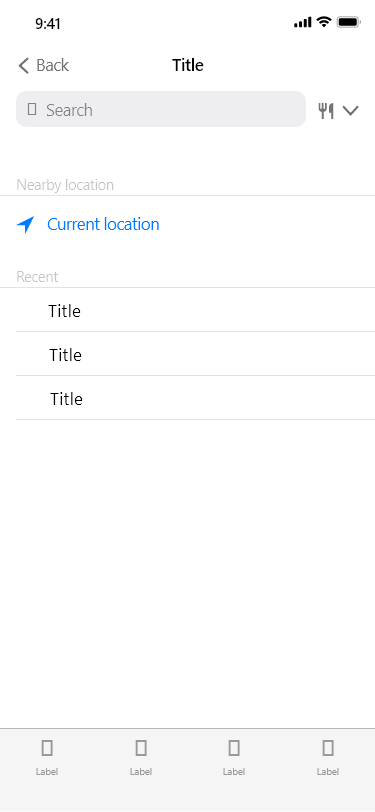 9:41
Back
Title
Search
Nearby location
Current location
Recent
Title
Title
Title
Label Label Label Label